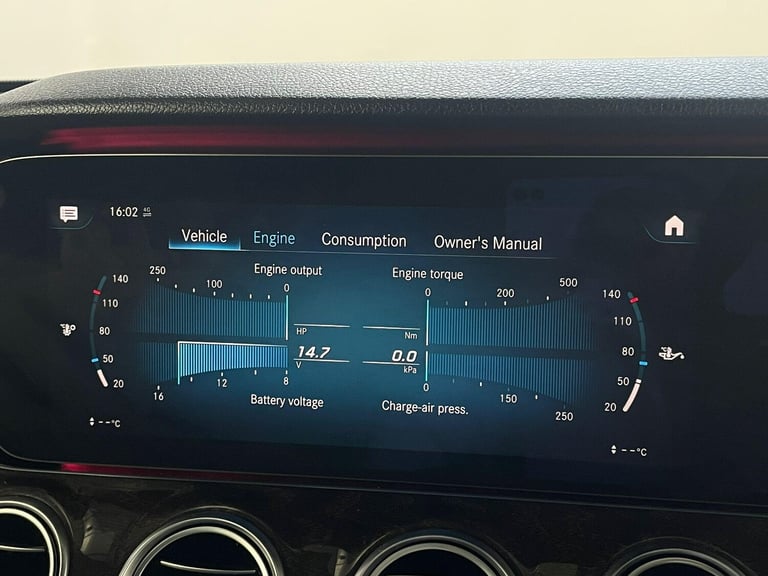 16:02 4G
Vehicle Engine Consumption Owner's Manual
Engine output Engine torque
250 100 0 0 200 500
140 110 80 50 20
140 110 80 50 20
HP Nm
14.7 0.0
V kPa
16 12 8 0 150 250
Battery voltage Charge-air press.
--°C --°C